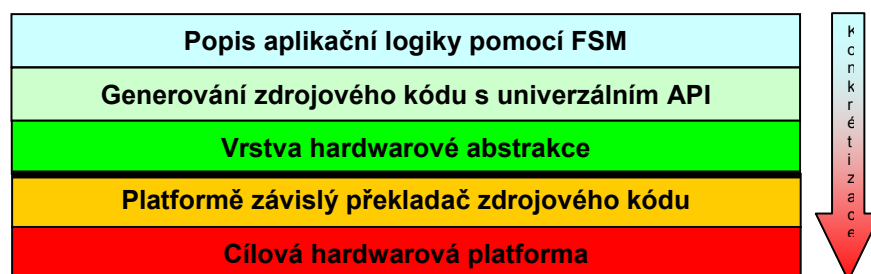 Popis aplikační logiky pomocí FSM
Generování zdrojového kódu s univerzálním API
Vrstva hardwarové abstrakce
Platformě závislý překladač zdrojového kódu
Cílová hardwarová platforma
Konkrétizace